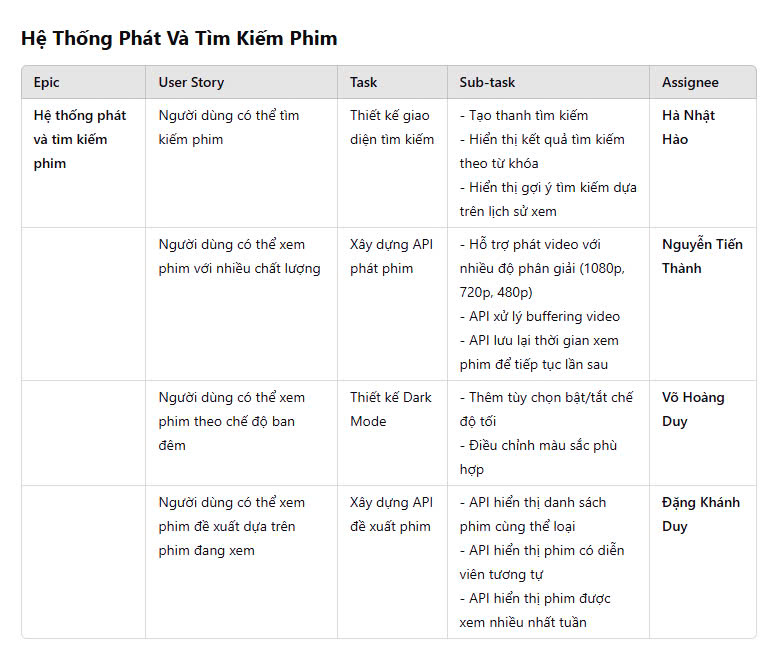 Hệ Thống Phát Và Tìm Kiếm Phim
Epic
User Story
Task
Sub-task
Assignee
Hệ thống phát
và tìm kiếm
phim
Người dùng có thể tìm
kiếm phim
Thiết kế giao
diện tìm kiếm
- Tạo thanh tìm kiếm
- Hiển thị kết quả tìm kiếm
theo từ khóa
- Hiển thị gợi ý tìm kiếm dựa
trên lịch sử xem
Hà Nhật
Hào
Người dùng có thể xem
phim với nhiều chất lượng
Xây dựng API
phát phim
- Hỗ trợ phát video với
nhiều độ phân giải (1080p,
720p, 480p)
- API xử lý buffering video
- API lưu lại thời gian xem
phim để tiếp tục lần sau
Nguyễn Tiến
Thành
Người dùng có thể xem
phim theo chế độ ban
đêm
Thiết kế Dark
Mode
- Thêm tùy chọn bật/tắt chế
độ tối
- Điều chỉnh màu sắc phù
hợp
Võ Hoàng
Duy
Người dùng có thể xem
phim đề xuất dựa trên
phim đang xem
Xây dựng API
đề xuất phim
- API hiển thị danh sách
phim cùng thể loại
- API hiển thị phim có diễn
viên tương tự
- API hiển thị phim được
xem nhiều nhất tuần
Đặng Khánh
Duy